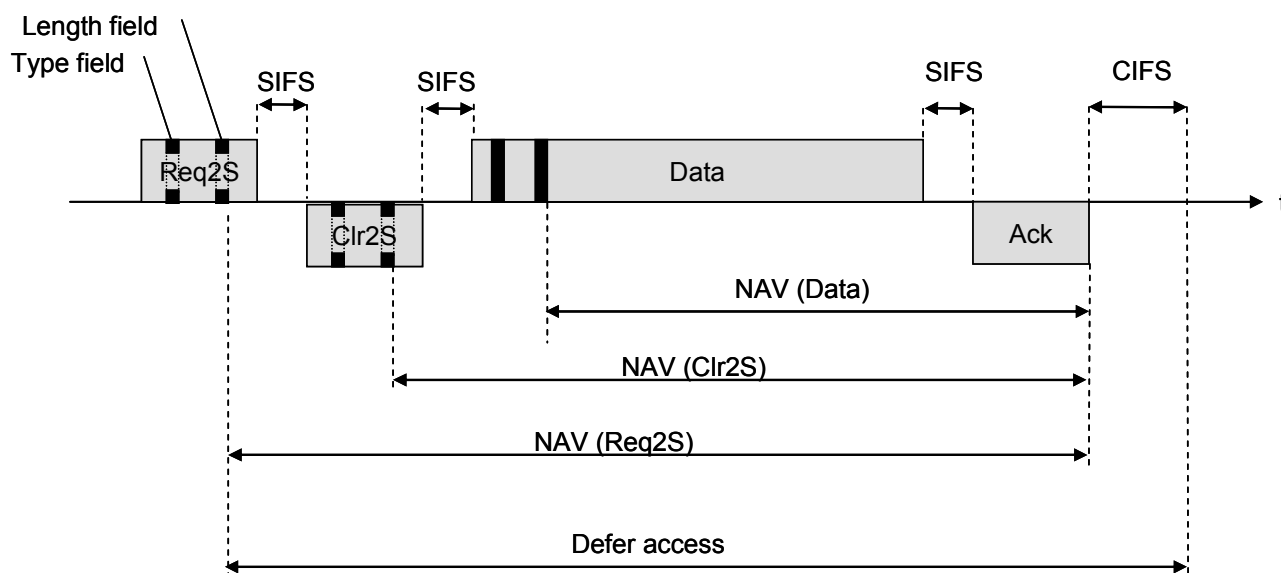 Length field
Type field
SIFS
SIFS
SIFS
CIFS
Req2S
Data
Clr2S
Ack
t
NAV (Data)
NAV (Clr2S)
NAV (Req2S)
Defer access